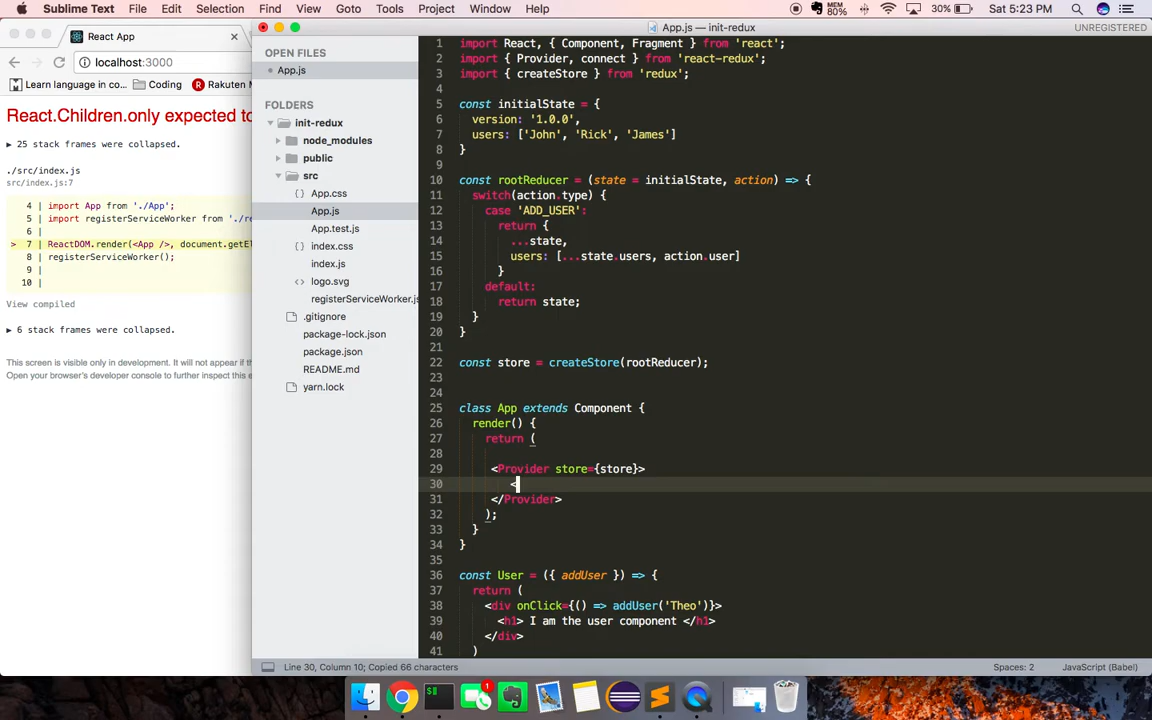 Sublime Text File Edit Selection Find View Goto Tools Project Window Help MEM 80% 30% Sat 5:23 PM
React App
localhost:3000
Learn language in co... Coding Rakuten
React.Children.only expected to
▶ 25 stack frames were collapsed.
./src/index.js
src/index.js:7
4 | import App from './App';
5 | import registerServiceWorker from './re
6 |
> 7 | ReactDOM.render(<App />, document.getEl
8 | registerServiceWorker();
9 |
10 |
View compiled
▶ 6 stack frames were collapsed.
This screen is visible only in development. It will not appear if th
Open your browser's developer console to further inspect this e
App.js — init-redux UNREGISTERED
OPEN FILES
App.js
FOLDERS
init-redux
node_modules
public
src
App.css
App.js
App.test.js
index.css
index.js
logo.svg
registerServiceWorker.js
.gitignore
package-lock.json
package.json
README.md
yarn.lock
1 import React, { Component, Fragment } from 'react';
2 import { Provider, connect } from 'react-redux';
3 import { createStore } from 'redux';
4
5 const initialState = {
6 version: '1.0.0',
7 users: ['John', 'Rick', 'James']
8 }
9
10 const rootReducer = (state = initialState, action) => {
11 switch(action.type) {
12 case 'ADD_USER':
13 return {
14 ...state,
15 users: [...state.users, action.user]
16 }
17 default:
18 return state;
19 }
20 }
21
22 const store = createStore(rootReducer);
23
24
25 class App extends Component {
26 render() {
27 return (
28
29 <Provider store={store}>
30 <
31 </Provider>
32 );
33 }
34 }
35
36 const User = ({ addUser }) => {
37 return (
38 <div onClick={() => addUser('Theo')}>
39 <h1> I am the user component </h1>
40 </div>
41 )
Line 30, Column 10; Copied 66 characters Spaces: 2 JavaScript (Babel)
1